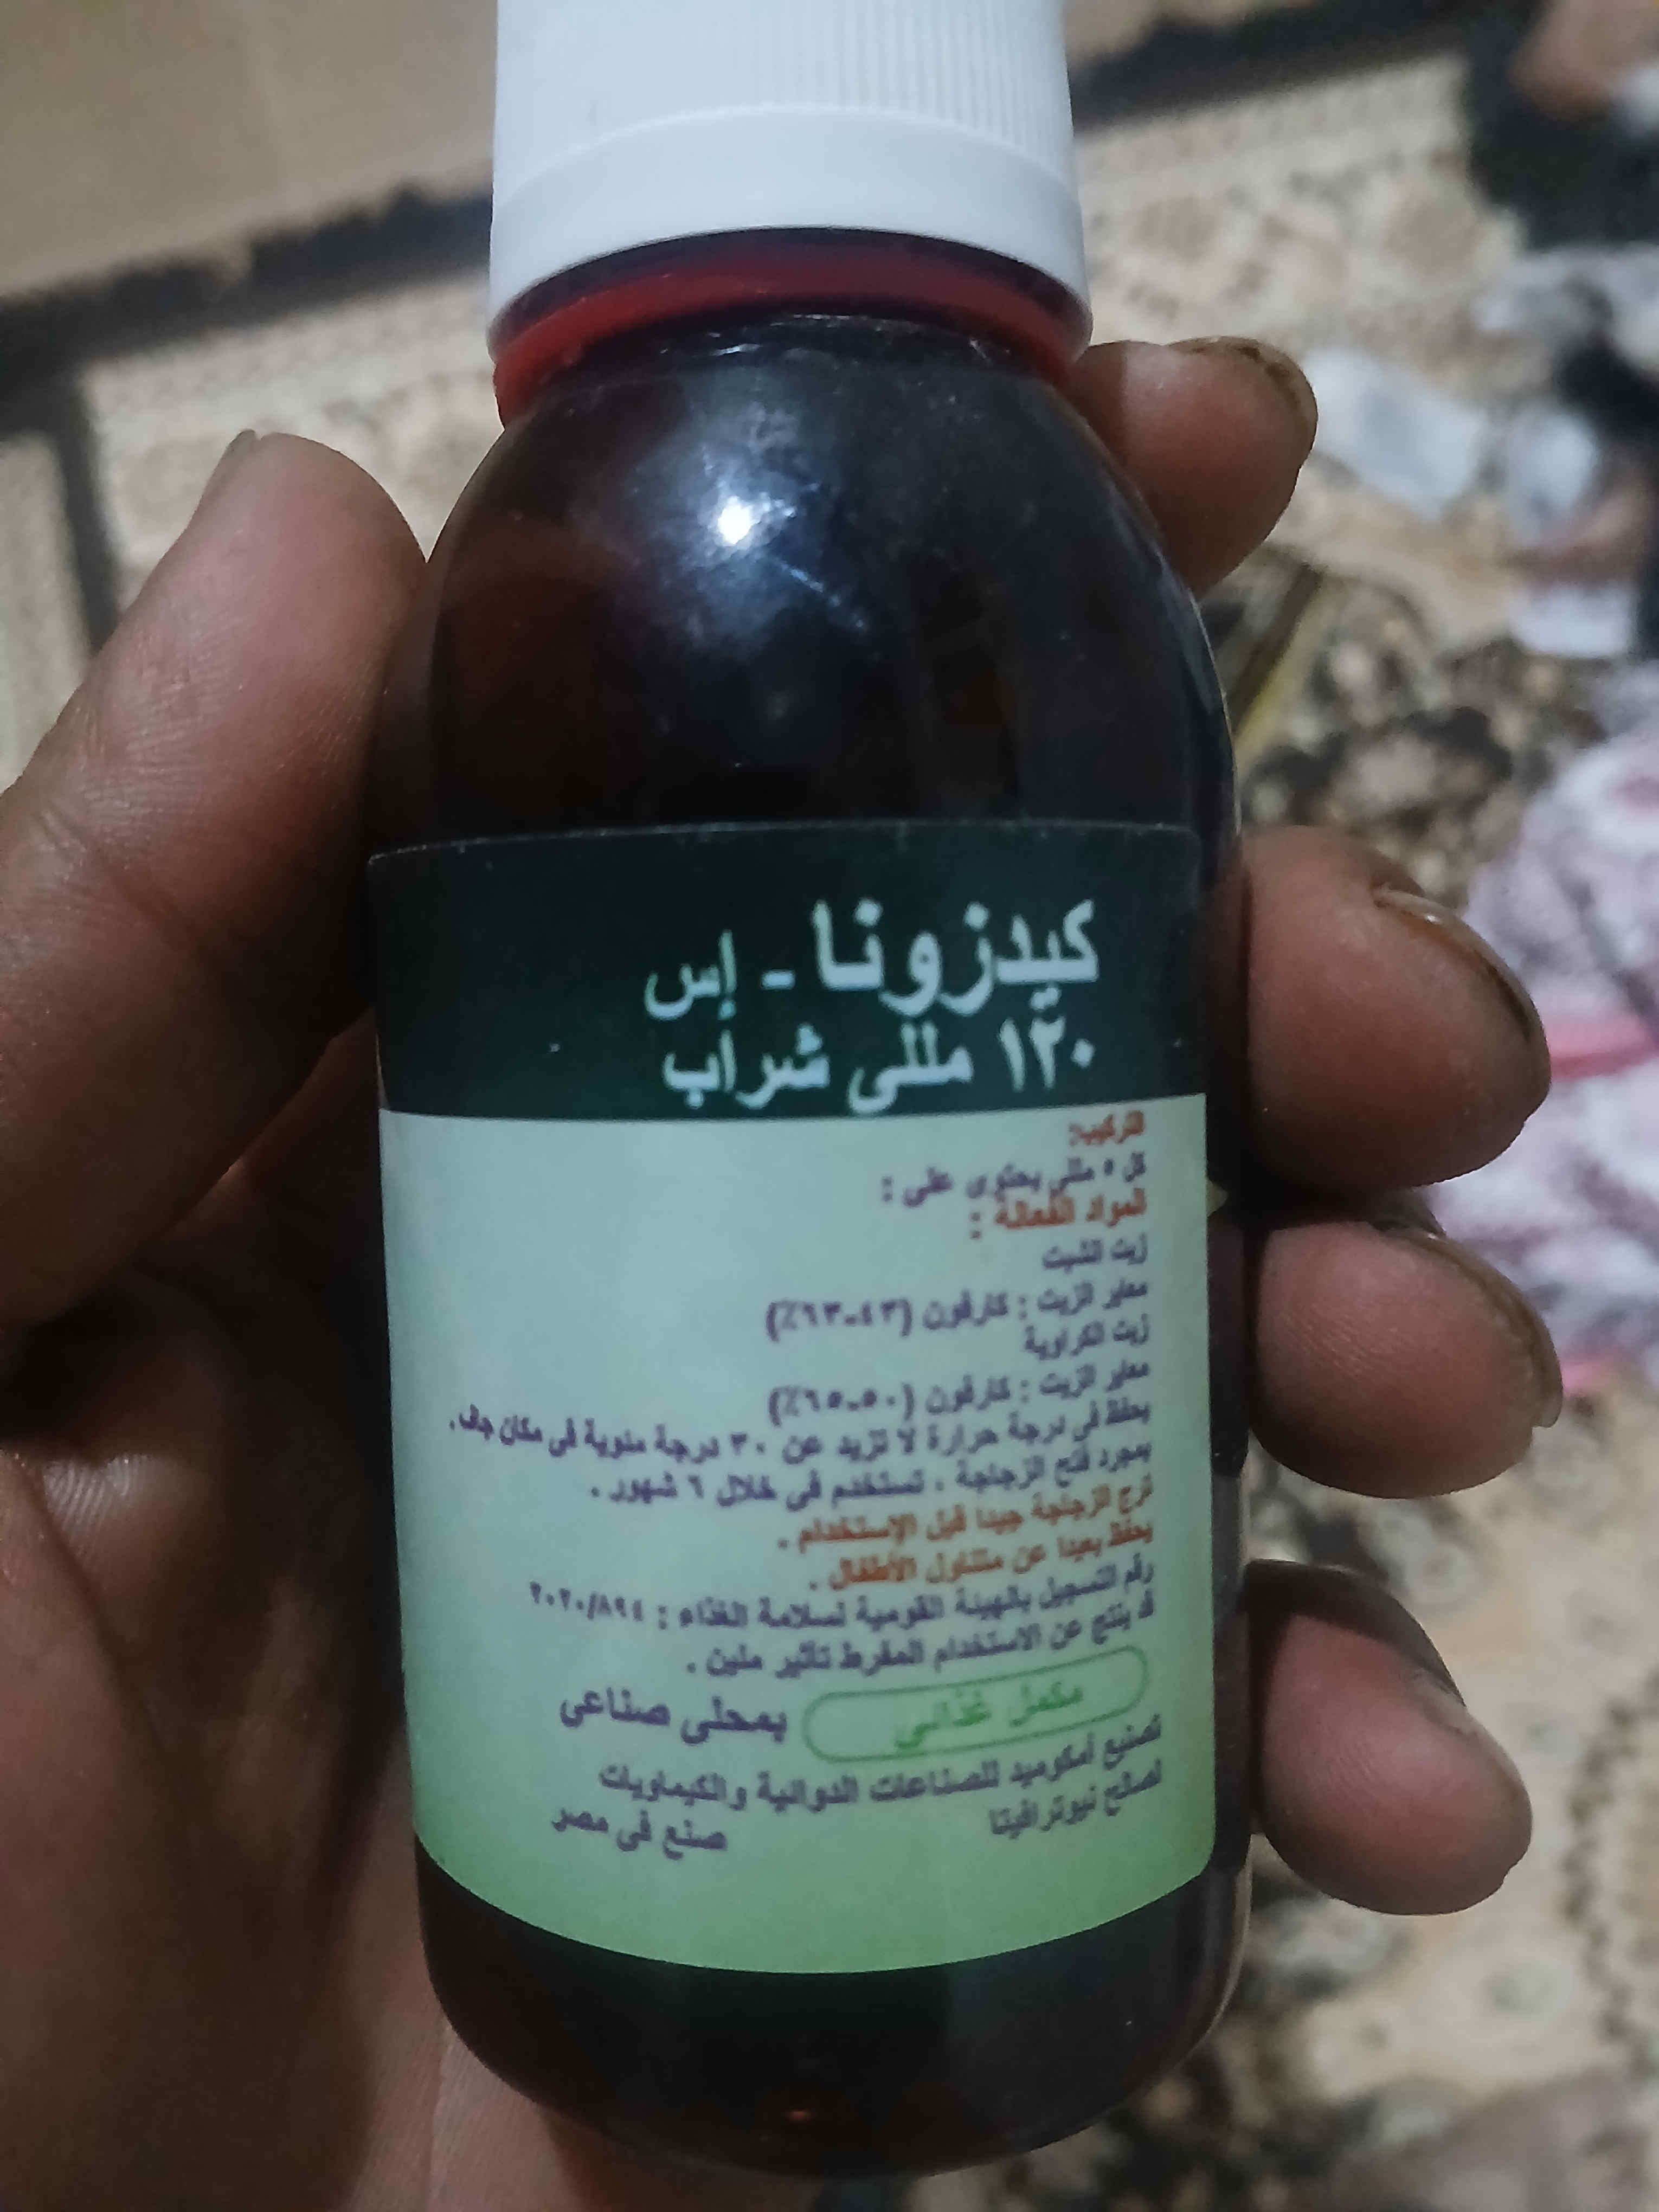 كيدزونا - إس
١٢٠ مللى شراب
التركيب:
كل ٥ مللى يحتوى على :
المواد الفعالة :
زيت الشبت
معاير الزيت : كارفون (٤٣-٦٣٪)
زيت الكراوية
معاير الزيت : كارفون (٥٠-٦٥٪)
يحفظ فى درجة حرارة لا تزيد عن ٣٠ درجة مئوية فى مكان جاف .
بمجرد فتح الزجاجة ، تستخدم فى خلال ٦ شهور .
ترج الزجاجة جيدا قبل الإستخدام .
يحفظ بعيدا عن متناول الأطفال .
رقم التسجيل بالهيئة القومية لسلامة الغذاء : ٢٠٢٠/٨٩٤
قد ينتج عن الاستخدام المفرط تأثير ملين .
مكمل غذائى بمحلى صناعى
تصنيع أمكوميد للصناعات الدوائية والكيماويات
لصالح نيوترافيتا صنع فى مصر